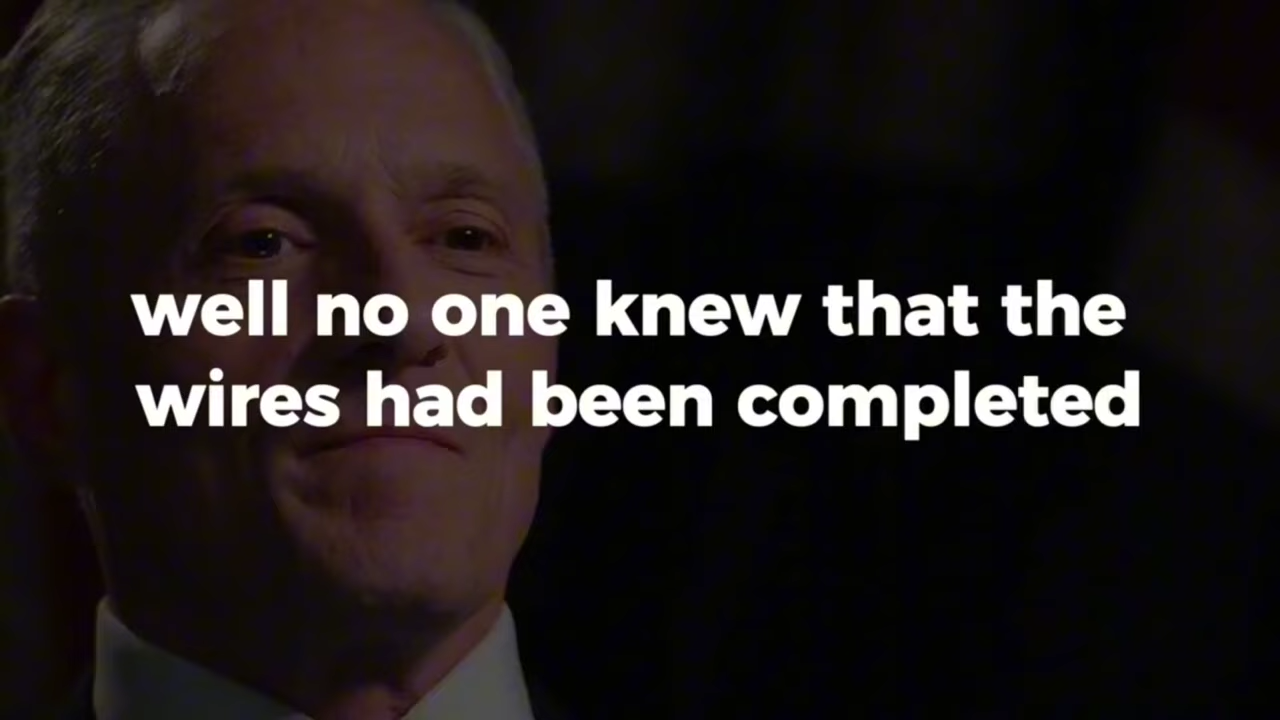 well no one knew that the
wires had been completed